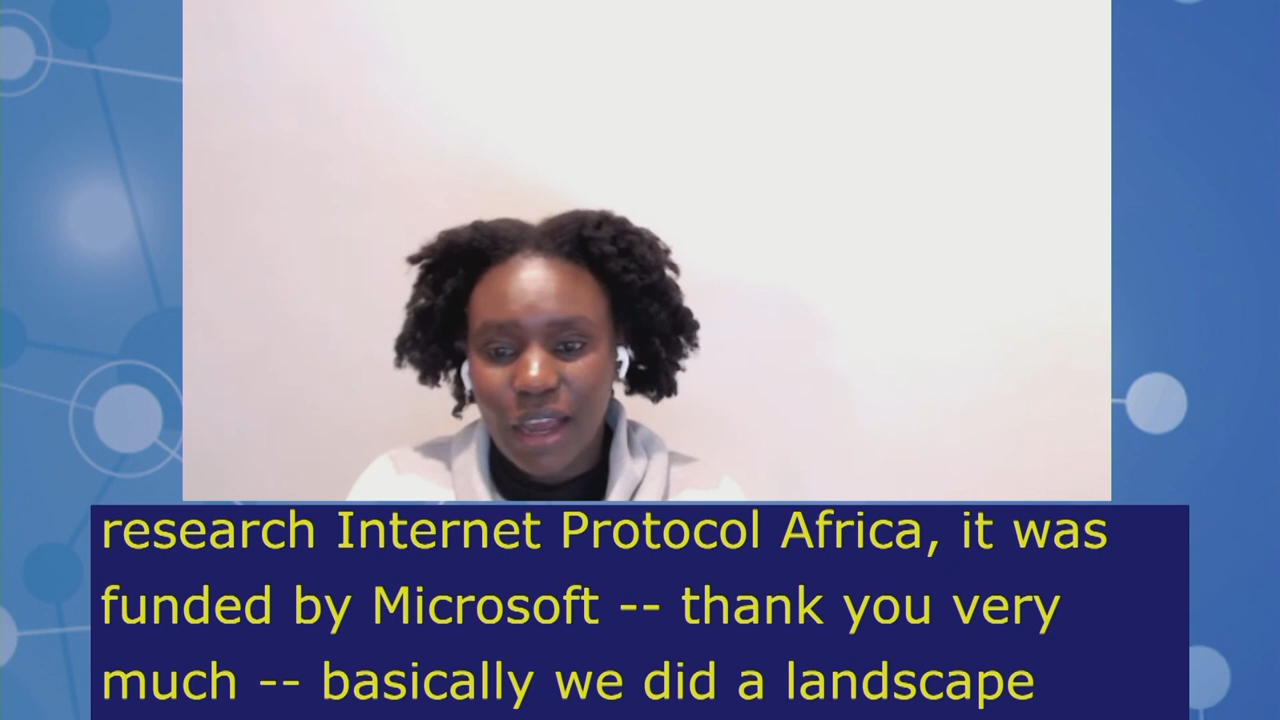 research Internet Protocol Africa, it was
funded by Microsoft -- thank you very
much -- basically we did a landscape